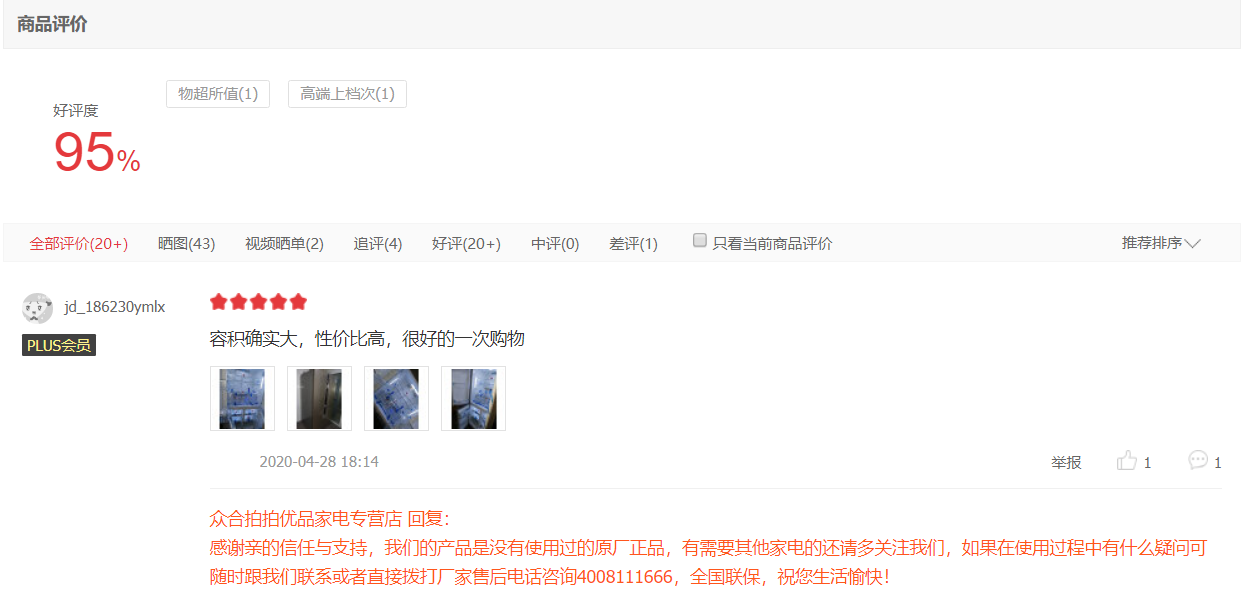 商品评价
物超所值(1) 高端上档次(1)
好评度
95%
全部评价(20+) 晒图(43) 视频晒单(2) 追评(4) 好评(20+) 中评(0) 差评(1) 只看当前商品评价 推荐排序
jd_186230ymlx
PLUS会员
容积确实大，性价比高，很好的一次购物
2020-04-28 18:14 举报 1 1
众合拍拍优品家电专营店 回复：
感谢亲的信任与支持，我们的产品是没有使用过的原厂正品，有需要其他家电的还请多关注我们，如果在使用过程中有什么疑问可
随时跟我们联系或者直接拨打厂家售后电话咨询4008111666，全国联保，祝您生活愉快！